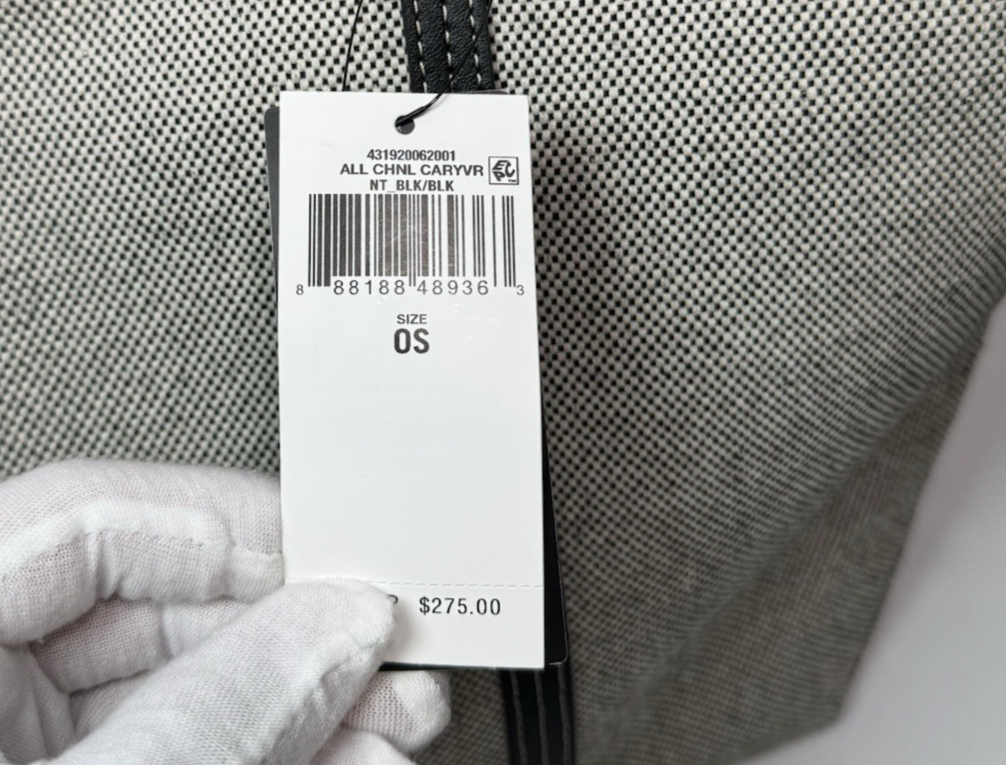 431920062001
ALL CHNL CARYVR
NT_BLK/BLK
8 88188 48936 3
SIZE
OS
$275.00